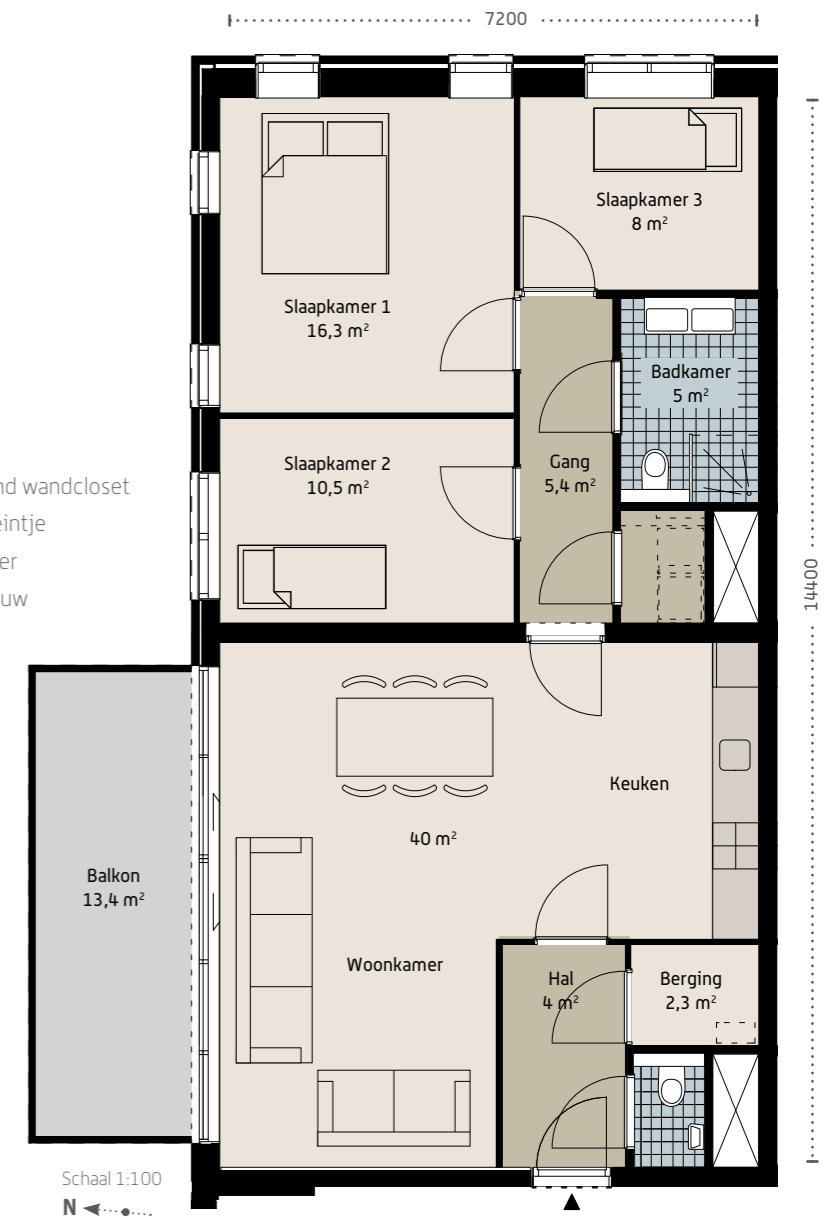 7200
Slaapkamer 3
8 m²
Slaapkamer 1
16,3 m²
Badkamer
5 m²
Slaapkamer 2
10,5 m²
Gang
5,4 m²
nd wandcloset
eintje
er
uw
14400
Keuken
40 m²
Balkon
13,4 m²
Woonkamer
Hal
4 m²
Berging
2,3 m²
Schaal 1:100
N